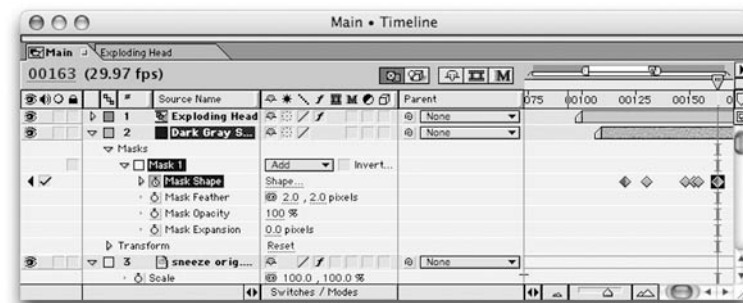 Main • Timeline
Main
Exploding Head
00163 (29.97 fps)
M
# Source Name M Parent 075 00100 00125 00150
1 Exploding Head None
2 Dark Gray S... None
Masks
Mask 1 Add Invert...
Mask Shape Shape...
Mask Feather 2.0 , 2.0 pixels
Mask Opacity 100 %
Mask Expansion 0.0 pixels
Transform Reset
3 sneeze orig.... None
Scale 100.0 , 100.0 %
Switches / Modes